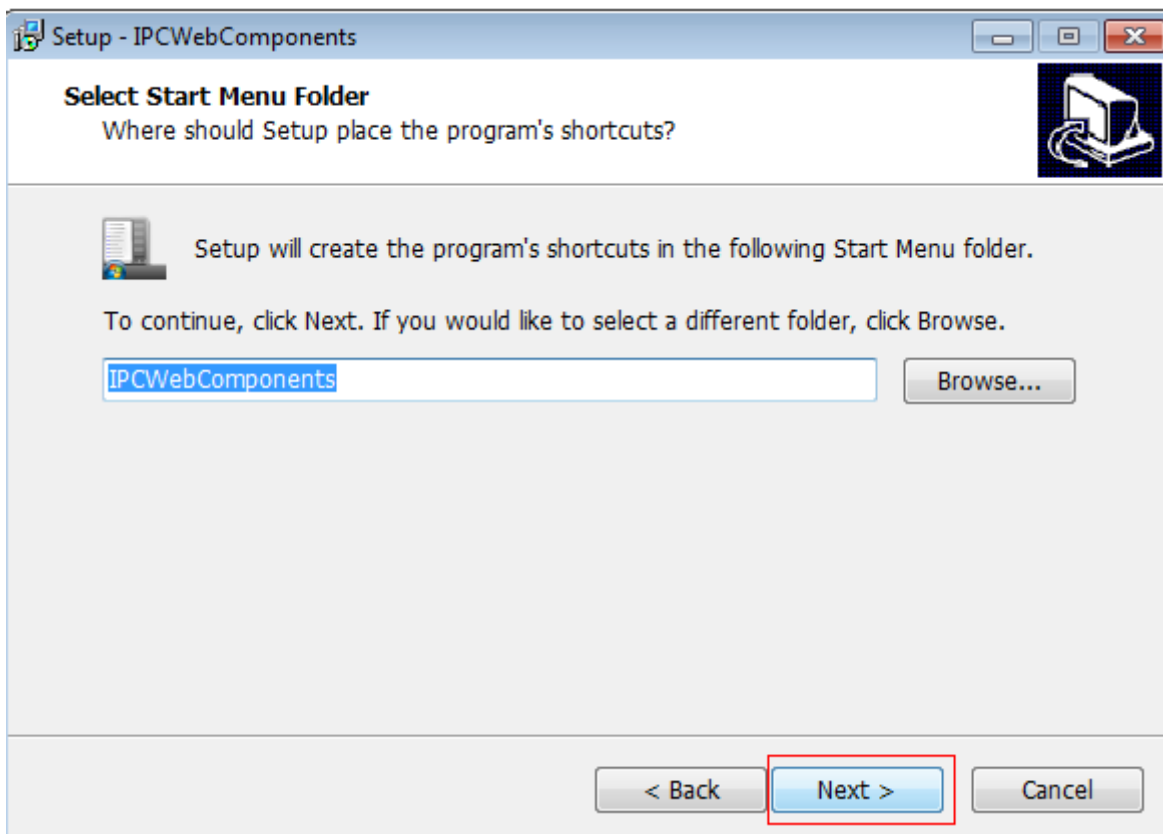 Setup - IPCWebComponents
Select Start Menu Folder
Where should Setup place the program's shortcuts?
Setup will create the program's shortcuts in the following Start Menu folder.
To continue, click Next. If you would like to select a different folder, click Browse.
IPCWebComponents
Browse...
< Back
Next >
Cancel